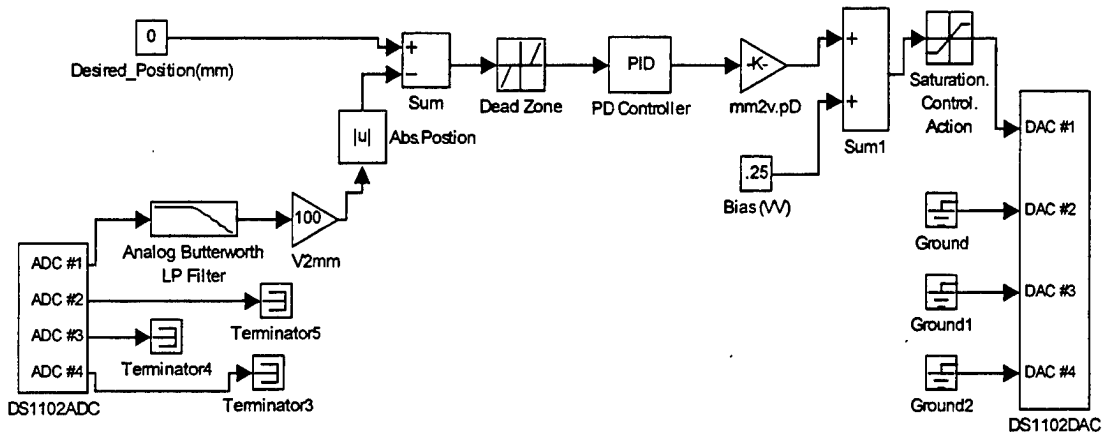 0
Desired_Position(mm)
+
−
Sum
Dead Zone
PID
PD Controller
-K-
mm2v.pD
+
+
Sum1
Saturation.
Control.
Action
|u|
Abs.Postion
.25
Bias (VV)
100
V2mm
Analog Butterworth
LP Filter
ADC #1
ADC #2
ADC #3
ADC #4
DS1102ADC
Terminator5
Terminator4
Terminator3
Ground
Ground1
Ground2
DAC #1
DAC #2
DAC #3
DAC #4
DS1102DAC